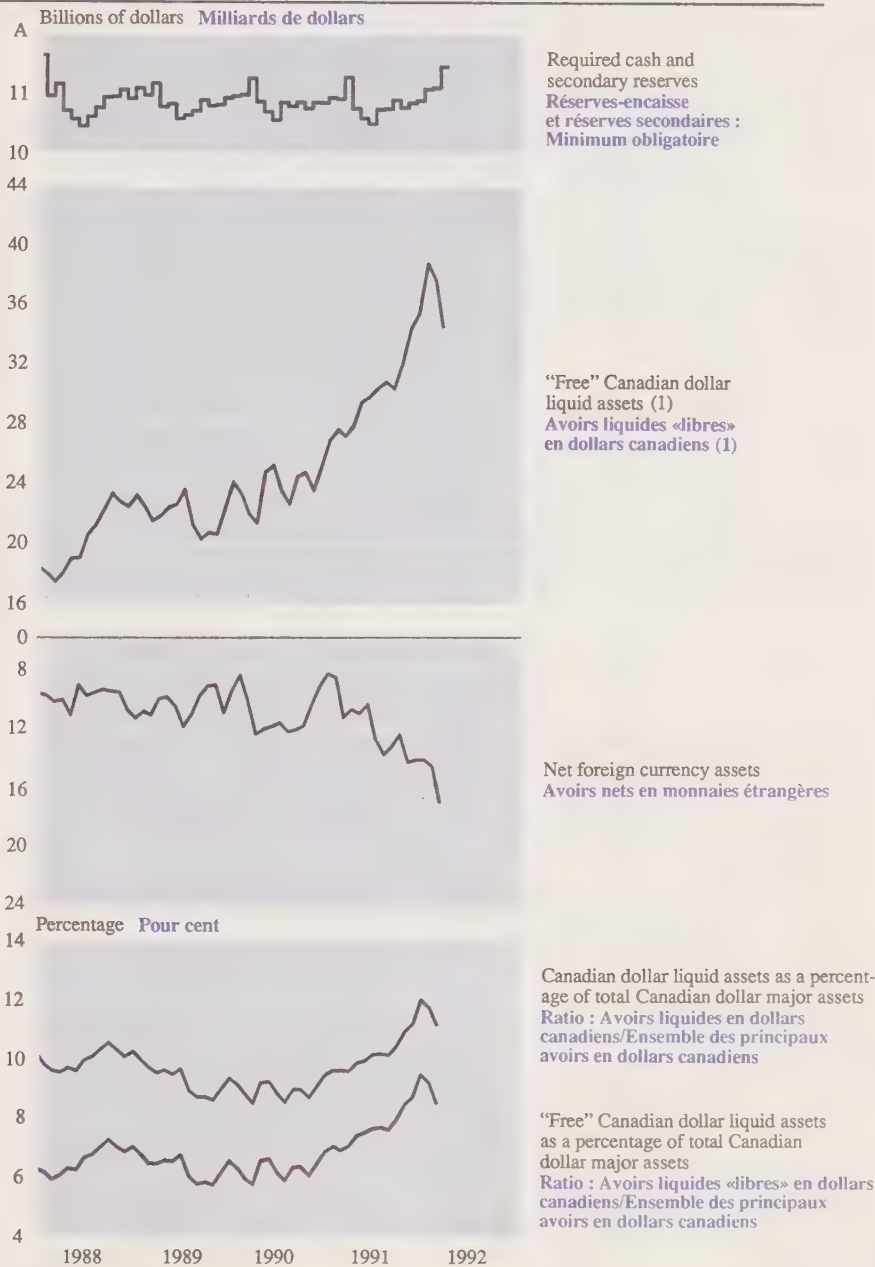 Billions of dollars Milliards de dollars
A
11
10
Required cash and
secondary reserves
Réserves-encaisse
et réserves secondaires :
Minimum obligatoire
44
40
36
32
28
24
20
16
"Free" Canadian dollar
liquid assets (1)
Avoirs liquides «libres»
en dollars canadiens (1)
0
8
12
16
20
24
Net foreign currency assets
Avoirs nets en monnaies étrangères
Percentage Pour cent
14
12
10
8
6
4
Canadian dollar liquid assets as a percent-
age of total Canadian dollar major assets
Ratio : Avoirs liquides en dollars
canadiens/Ensemble des principaux
avoirs en dollars canadiens
"Free" Canadian dollar liquid assets
as a percentage of total Canadian
dollar major assets
Ratio : Avoirs liquides «libres» en dollars
canadiens/Ensemble des principaux
avoirs en dollars canadiens
1988 1989 1990 1991 1992